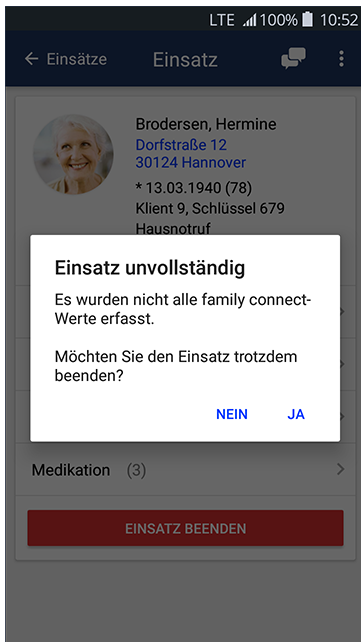 LTE 100% 10:52
Einsätze Einsatz
Brodersen, Hermine
Dorfstraße 12
30124 Hannover
* 13.03.1940 (78)
Klient 9, Schlüssel 679
Hausnotruf
Einsatz unvollständig
Es wurden nicht alle family connect-
Werte erfasst.
Möchten Sie den Einsatz trotzdem
beenden?
NEIN JA
Medikation (3)
EINSATZ BEENDEN